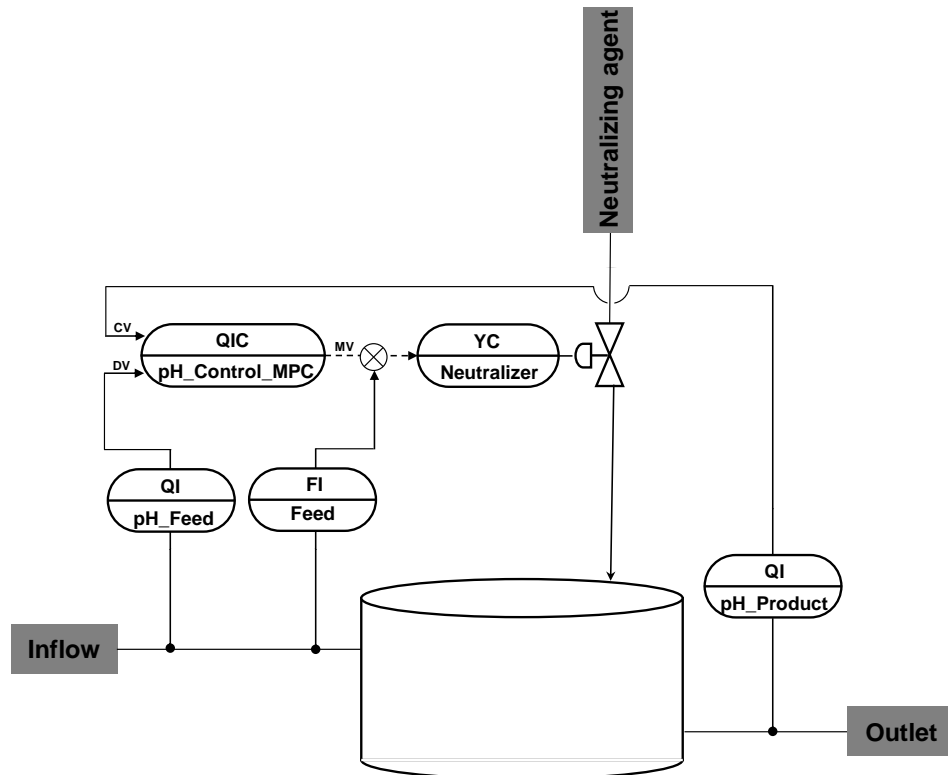 Neutralizing agent
CV
QIC
pH_Control_MPC
MV
YC
Neutralizer
DV
QI
pH_Feed
FI
Feed
QI
pH_Product
Inflow
Outlet